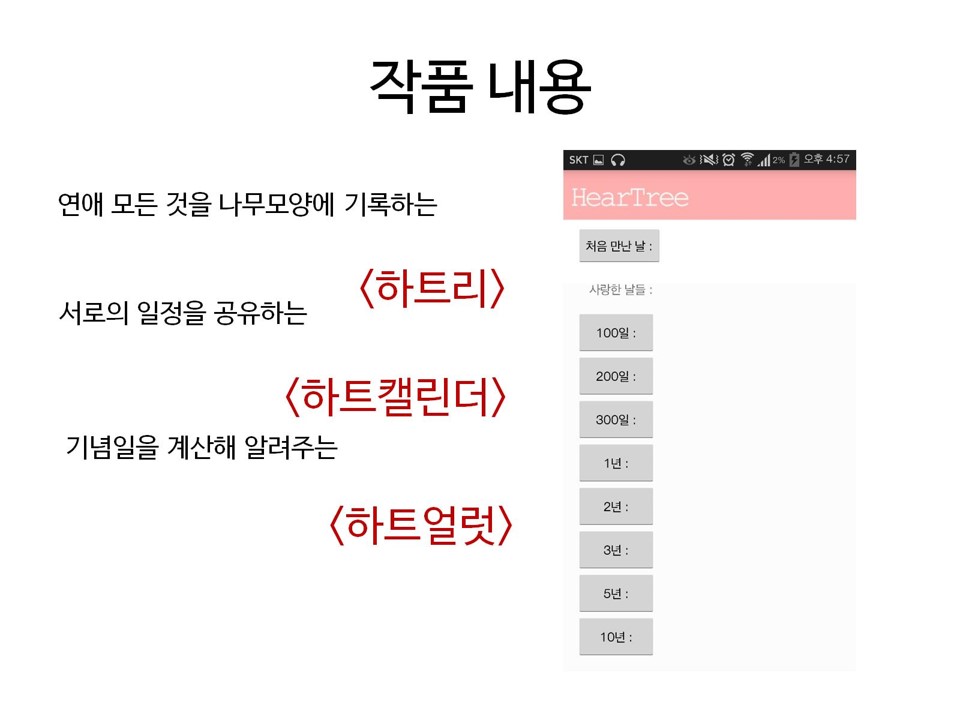 작품 내용
연애 모든 것을 나무모양에 기록하는
<하트리>
서로의 일정을 공유하는
<하트캘린더>
기념일을 계산해 알려주는
<하트얼럿>
SKT 2% 오후 4:57
HearTree
처음 만난 날 :
사랑한 날들 :
100일 :
200일 :
300일 :
1년 :
2년 :
3년 :
5년 :
10년 :